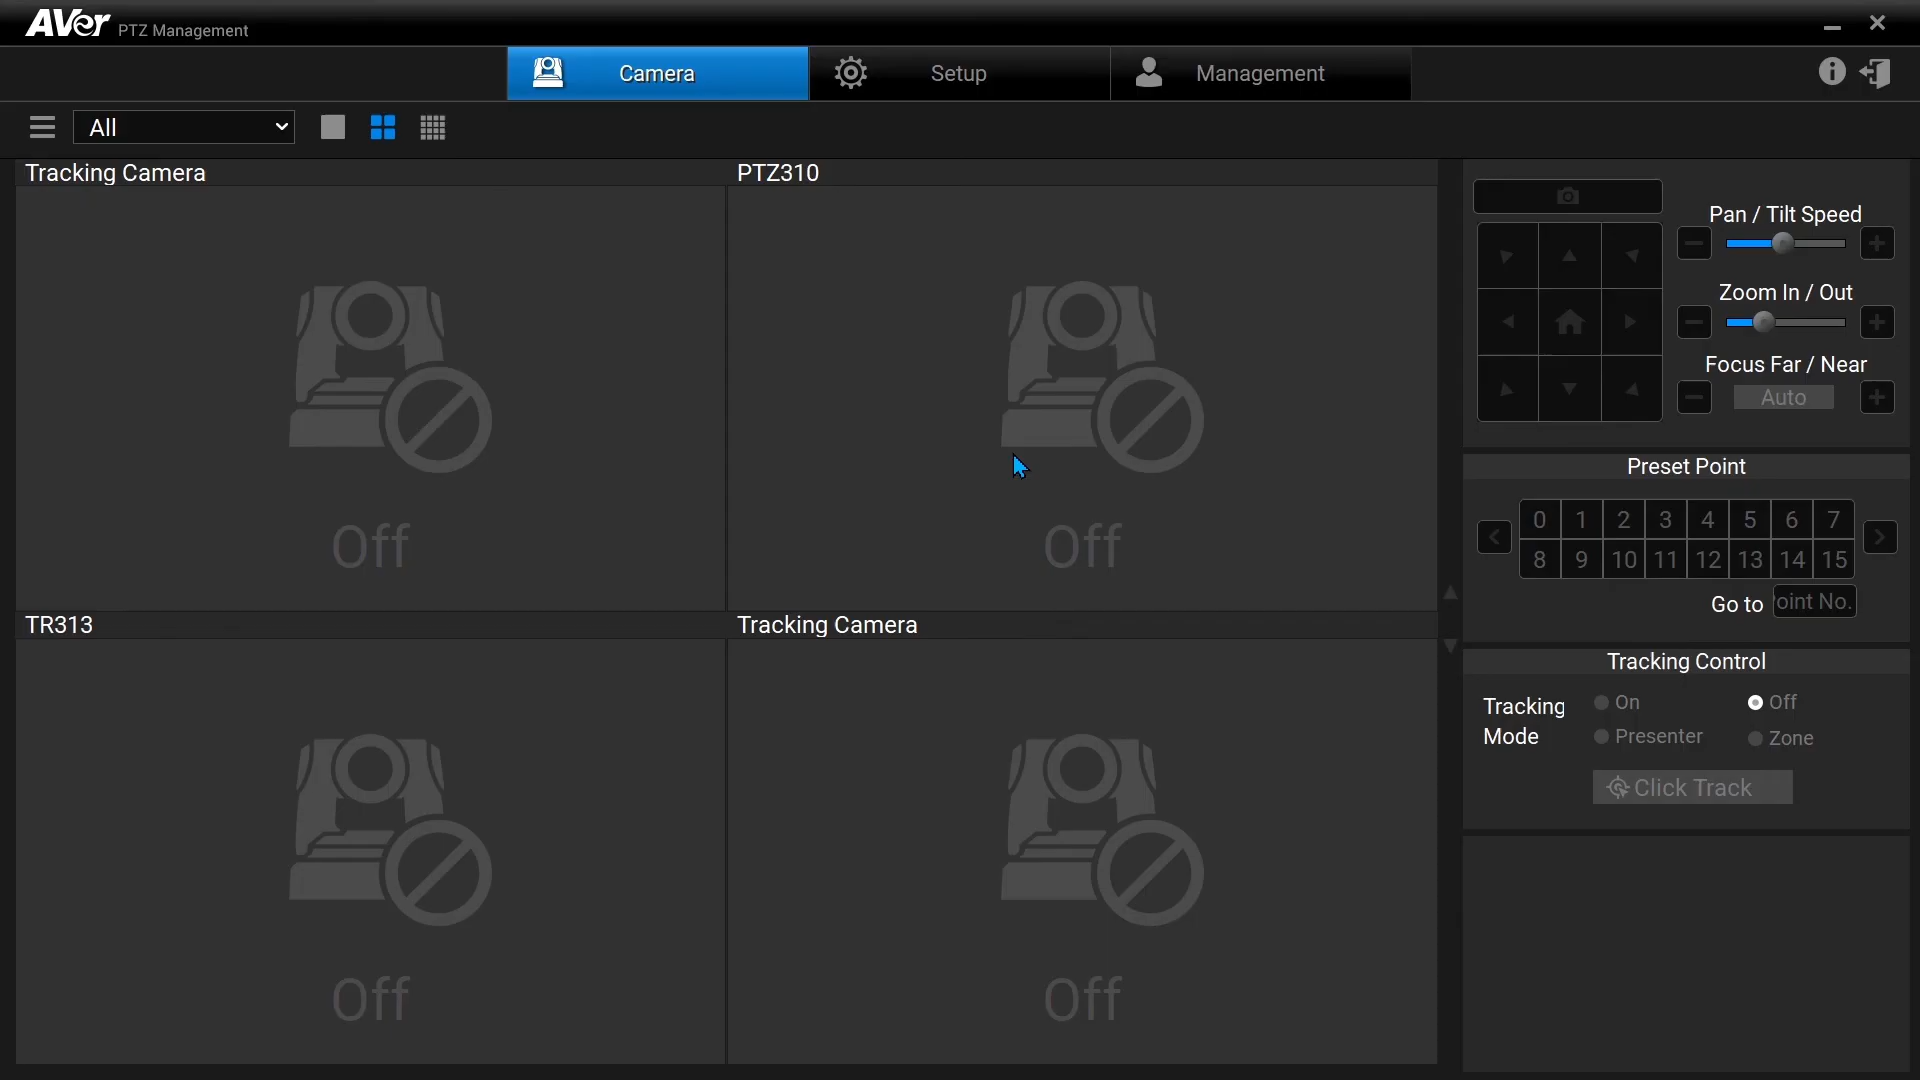 AVer PTZ Management
Camera
Setup
Management
All
Tracking Camera
PTZ310
Off
Off
TR313
Tracking Camera
Off
Off
Pan / Tilt Speed
Zoom In / Out
Focus Far / Near
Auto
Preset Point
0 1 2 3 4 5 6 7
8 9 10 11 12 13 14 15
Go to oint No.
Tracking Control
Tracking
Mode
On
Off
Presenter
Zone
Click Track